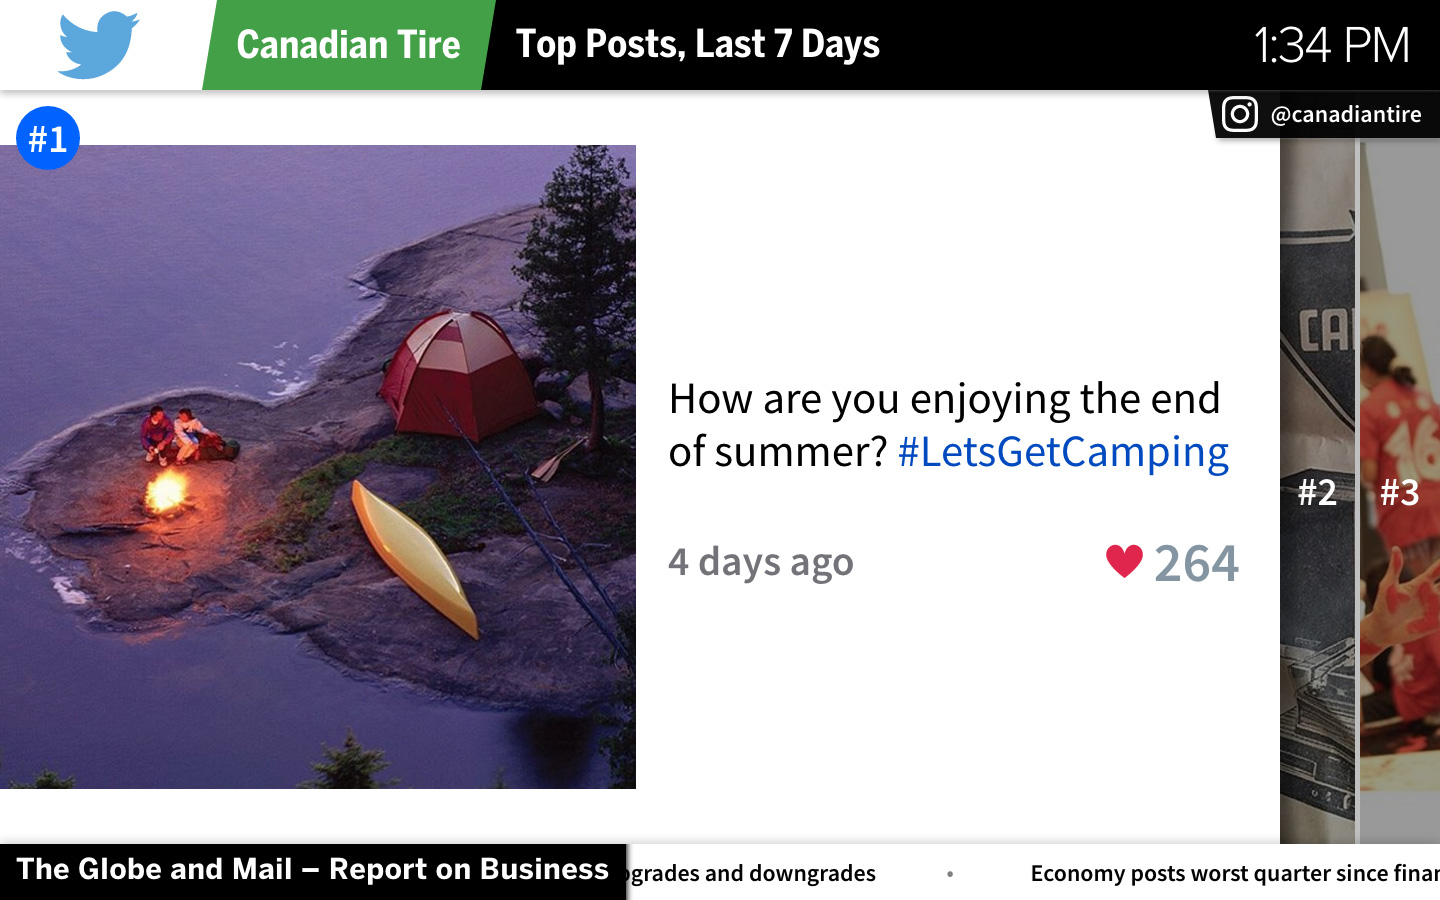 Canadian Tire
Top Posts, Last 7 Days
1:34 PM
@canadiantire
#1
How are you enjoying the end
of summer? #LetsGetCamping
4 days ago
264
#2
#3
The Globe and Mail – Report on Business
and downgrades
Economy posts worst quarter since